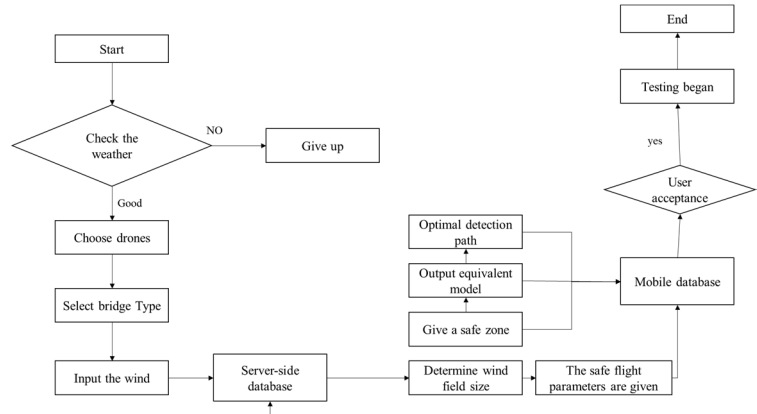 Start
Check the
weather
NO
Give up
Good
Choose drones
Select bridge Type
Input the wind
Server-side
database
Determine wind
field size
The safe flight
parameters are given
Give a safe zone
Output equivalent
model
Optimal detection
path
Mobile database
User
acceptance
yes
Testing began
End